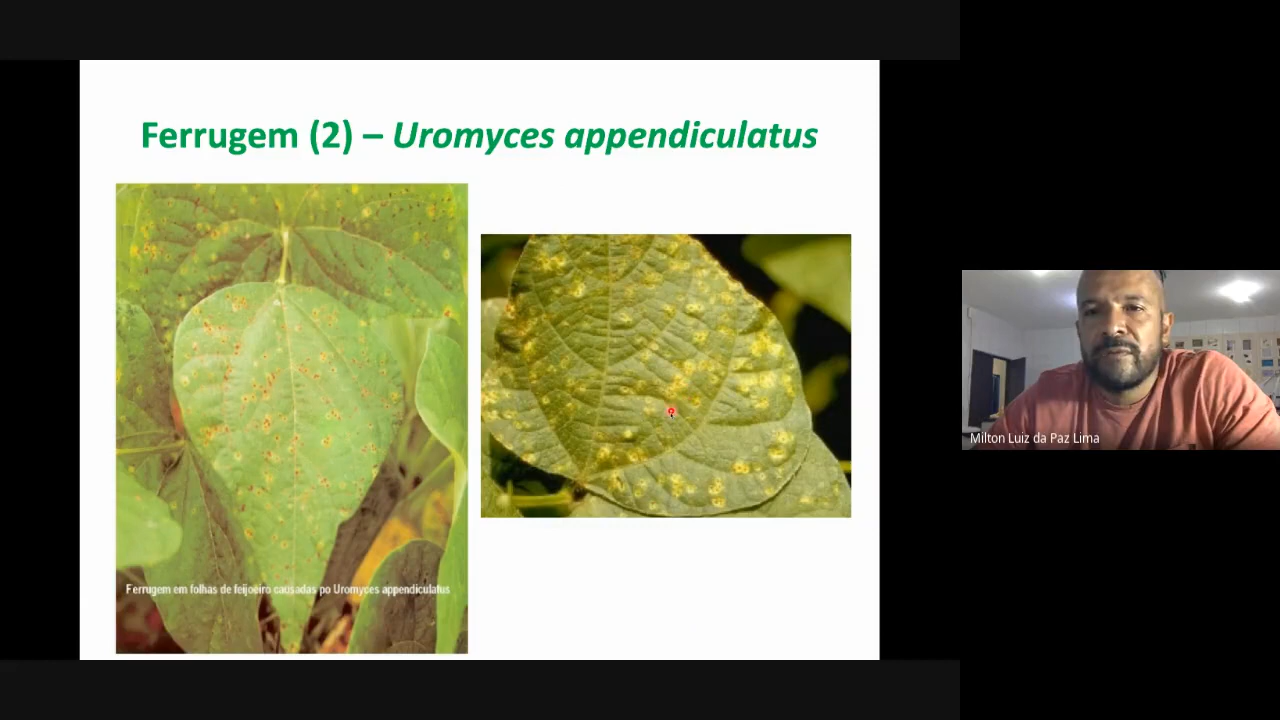 Ferrugem (2) – Uromyces appendiculatus
Ferrugem em folhas de feijoeiro causadas po Uromyces appendiculatus
Milton Luiz da Paz Lima